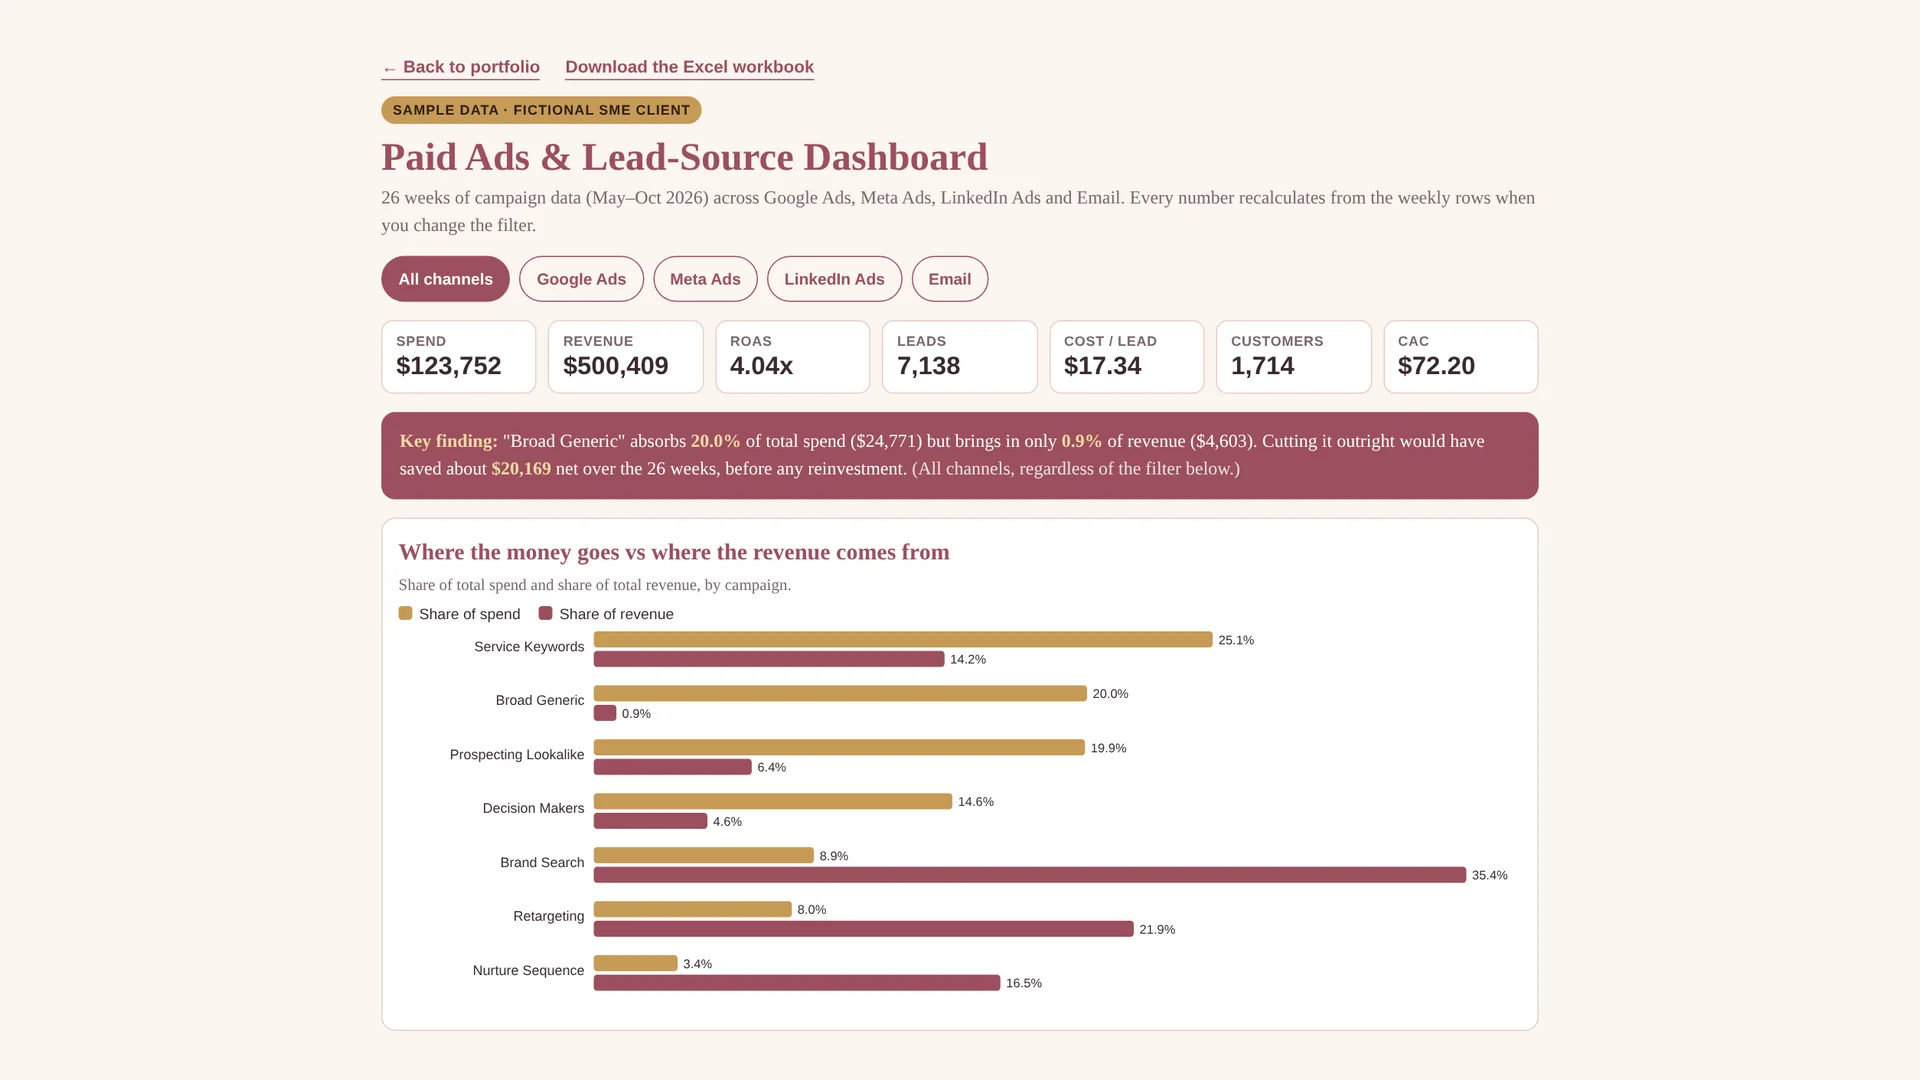 ← Back to portfolio
Download the Excel workbook
SAMPLE DATA · FICTIONAL SME CLIENT
Paid Ads & Lead-Source Dashboard
26 weeks of campaign data (May–Oct 2026) across Google Ads, Meta Ads, LinkedIn Ads and Email. Every number recalculates from the weekly rows when
you change the filter.
All channels
Google Ads
Meta Ads
LinkedIn Ads
Email
SPEND
$123,752
REVENUE
$500,409
ROAS
4.04x
LEADS
7,138
COST / LEAD
$17.34
CUSTOMERS
1,714
CAC
$72.20
Key finding: "Broad Generic" absorbs 20.0% of total spend ($24,771) but brings in only 0.9% of revenue ($4,603). Cutting it outright would have
saved about $20,169 net over the 26 weeks, before any reinvestment. (All channels, regardless of the filter below.)
Where the money goes vs where the revenue comes from
Share of total spend and share of total revenue, by campaign.
Share of spend
Share of revenue
Service Keywords
25.1%
14.2%
Broad Generic
20.0%
0.9%
Prospecting Lookalike
19.9%
6.4%
Decision Makers
14.6%
4.6%
Brand Search
8.9%
35.4%
Retargeting
8.0%
21.9%
Nurture Sequence
3.4%
16.5%